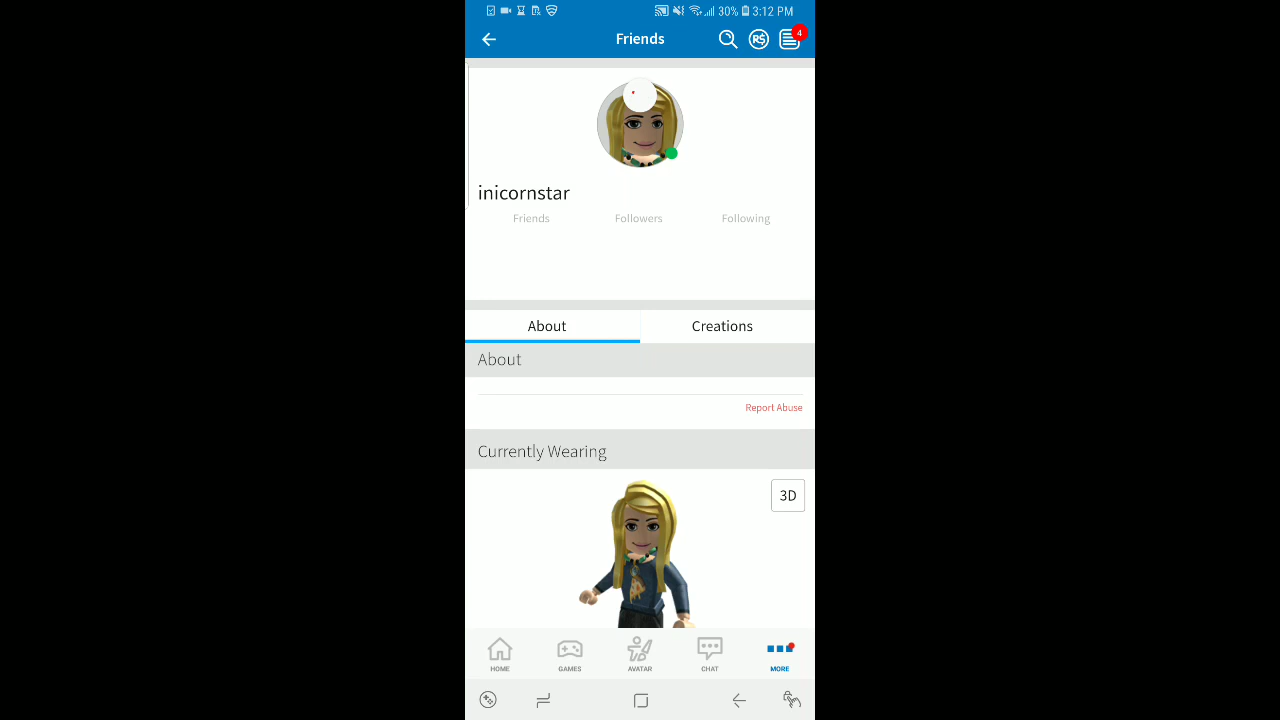 30% 3:12 PM
Friends
R$
4
inicornstar
Friends Followers Following
About Creations
About
Report Abuse
Currently Wearing
3D
HOME GAMES AVATAR CHAT MORE